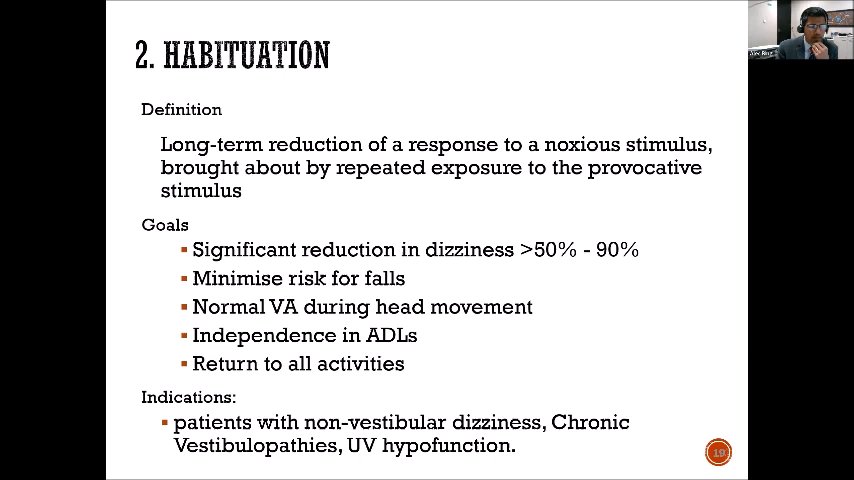 2. HABITUATION
Definition
Long-term reduction of a response to a noxious stimulus,
brought about by repeated exposure to the provocative
stimulus
Goals
▪ Significant reduction in dizziness >50% - 90%
▪ Minimise risk for falls
▪ Normal VA during head movement
▪ Independence in ADLs
▪ Return to all activities
Indications:
▪ patients with non-vestibular dizziness, Chronic
Vestibulopathies, UV hypofunction.
19